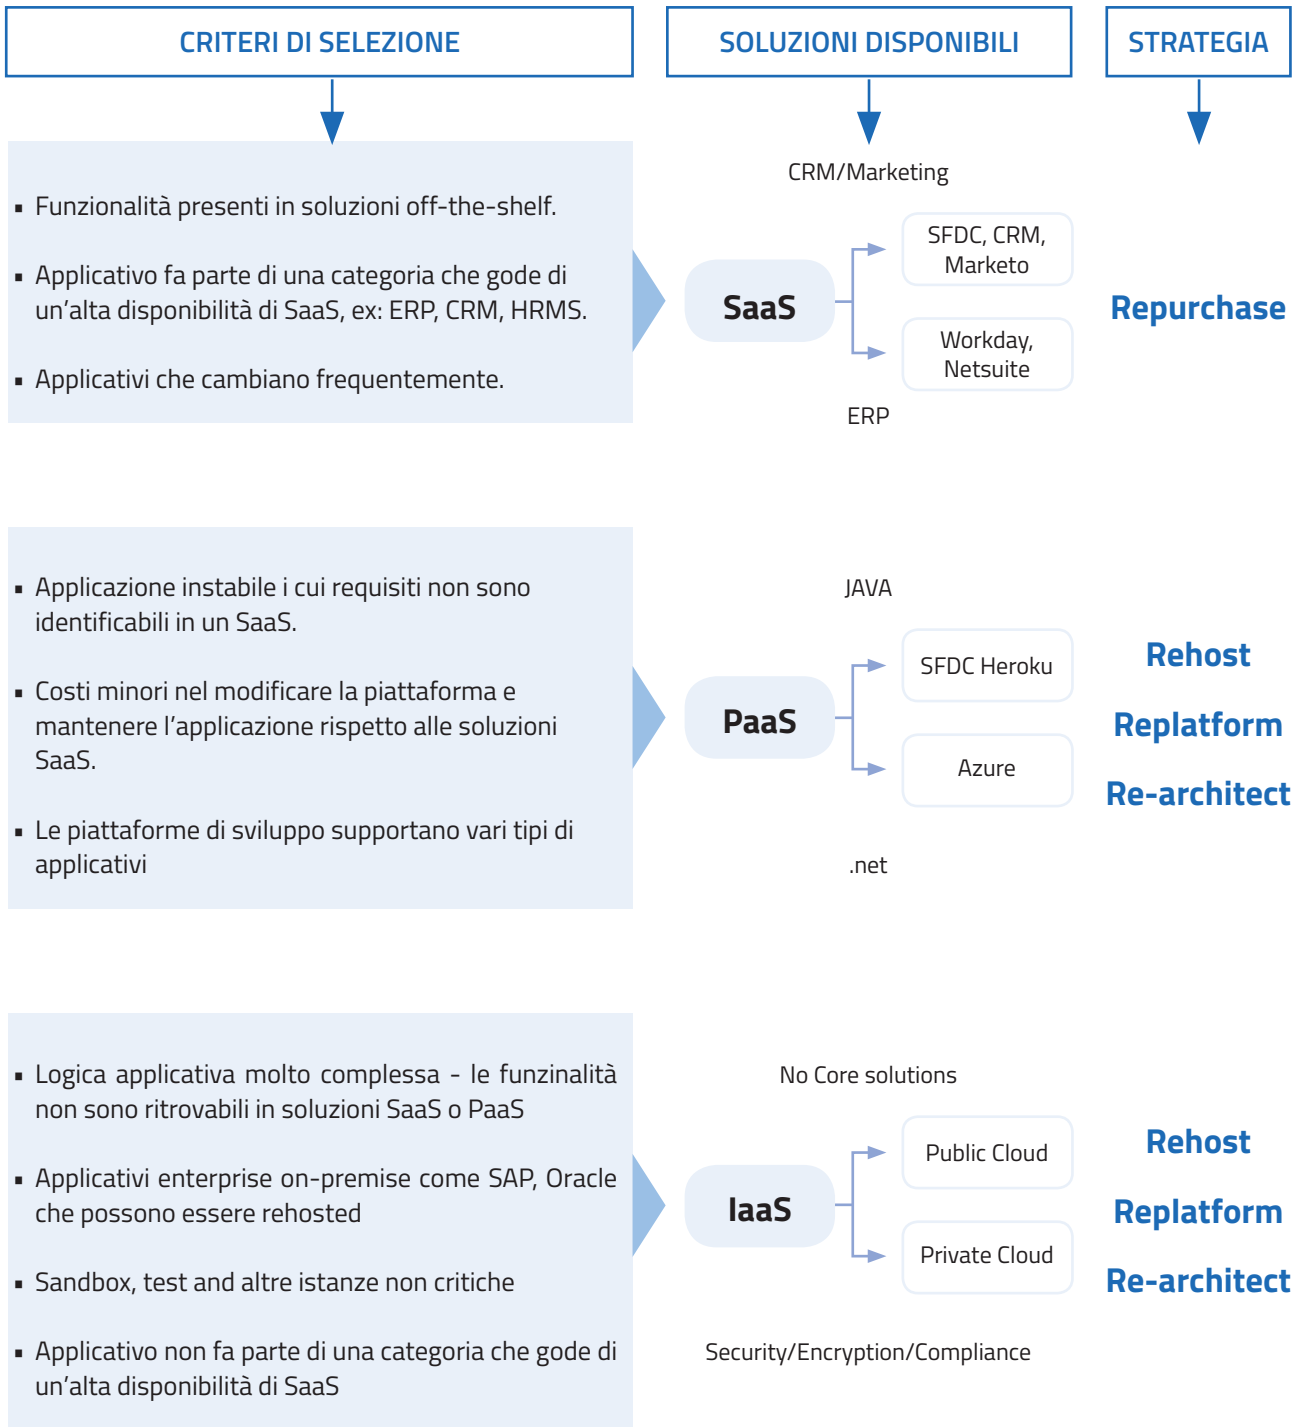 CRITERI DI SELEZIONE
SOLUZIONI DISPONIBILI
STRATEGIA
▪ Funzionalità presenti in soluzioni off-the-shelf.
▪ Applicativo fa parte di una categoria che gode di
un’alta disponibilità di SaaS, ex: ERP, CRM, HRMS.
▪ Applicativi che cambiano frequentemente.
CRM/Marketing
SaaS
SFDC, CRM,
Marketo
Workday,
Netsuite
ERP
Repurchase
▪ Applicazione instabile i cui requisiti non sono
identificabili in un SaaS.
▪ Costi minori nel modificare la piattaforma e
mantenere l’applicazione rispetto alle soluzioni
SaaS.
▪ Le piattaforme di sviluppo supportano vari tipi di
applicativi
JAVA
PaaS
SFDC Heroku
Azure
.net
Rehost
Replatform
Re-architect
▪ Logica applicativa molto complessa - le funzinalità
non sono ritrovabili in soluzioni SaaS o PaaS
▪ Applicativi enterprise on-premise come SAP, Oracle
che possono essere rehosted
▪ Sandbox, test and altre istanze non critiche
▪ Applicativo non fa parte di una categoria che gode di
un’alta disponibilità di SaaS
No Core solutions
IaaS
Public Cloud
Private Cloud
Security/Encryption/Compliance
Rehost
Replatform
Re-architect